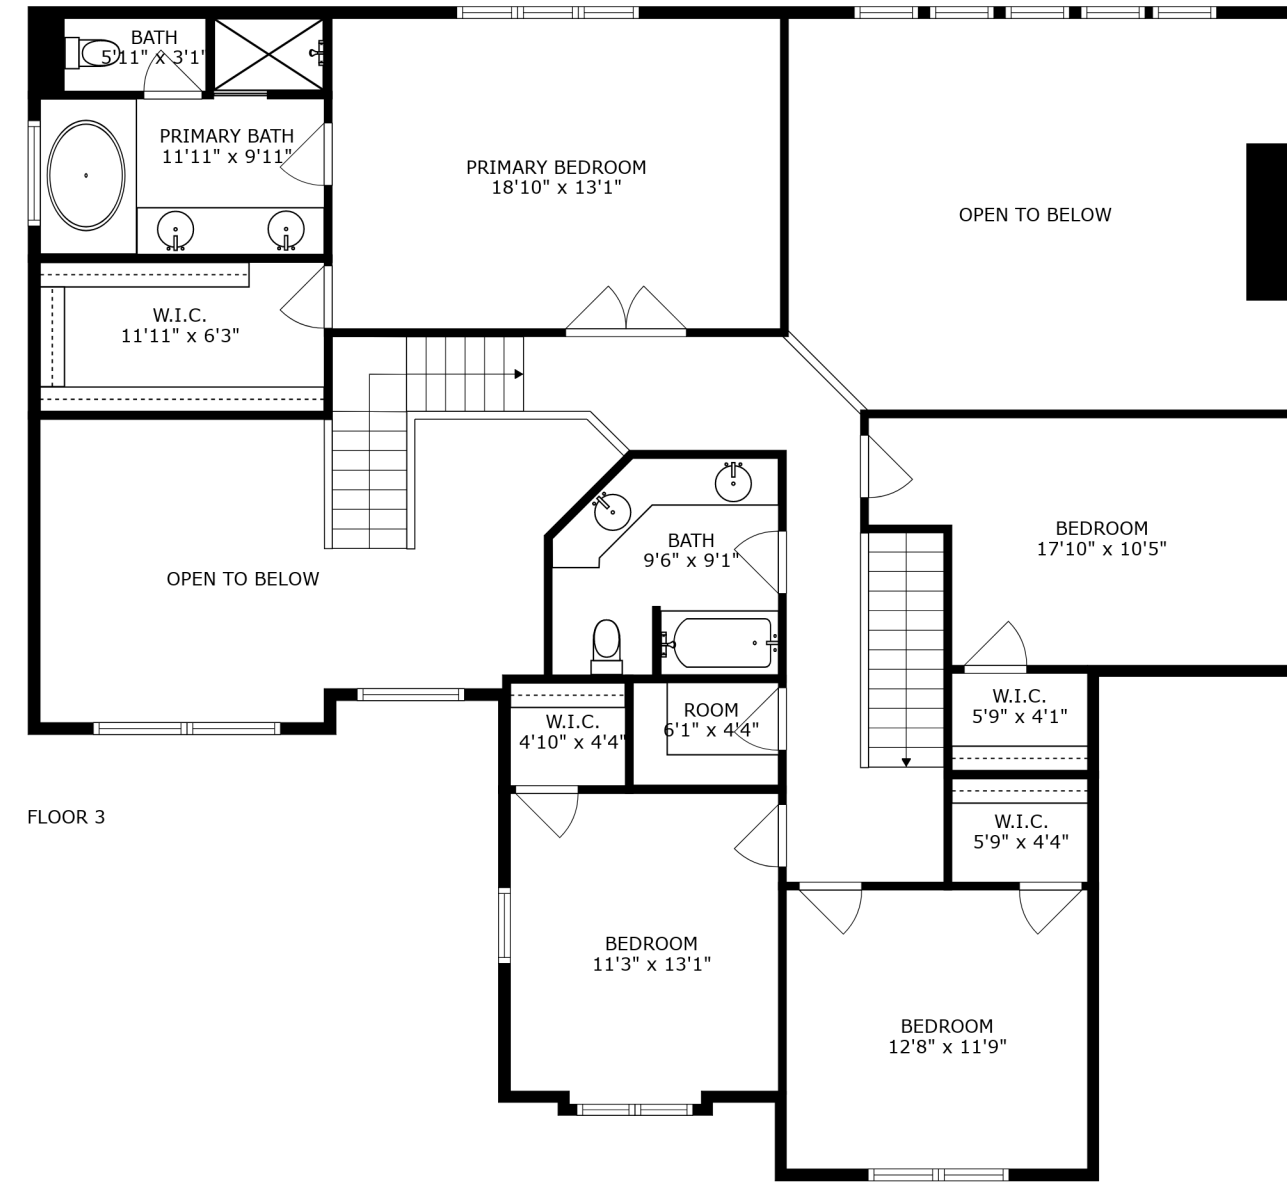 BATH
5'11" x 3'1"
PRIMARY BATH
11'11" x 9'11"
PRIMARY BEDROOM
18'10" x 13'1"
OPEN TO BELOW
W.I.C.
11'11" x 6'3"
BEDROOM
17'10" x 10'5"
BATH
9'6" x 9'1"
OPEN TO BELOW
W.I.C.
5'9" x 4'1"
ROOM
6'1" x 4'4"
W.I.C.
4'10" x 4'4"
FLOOR 3
W.I.C.
5'9" x 4'4"
BEDROOM
11'3" x 13'1"
BEDROOM
12'8" x 11'9"